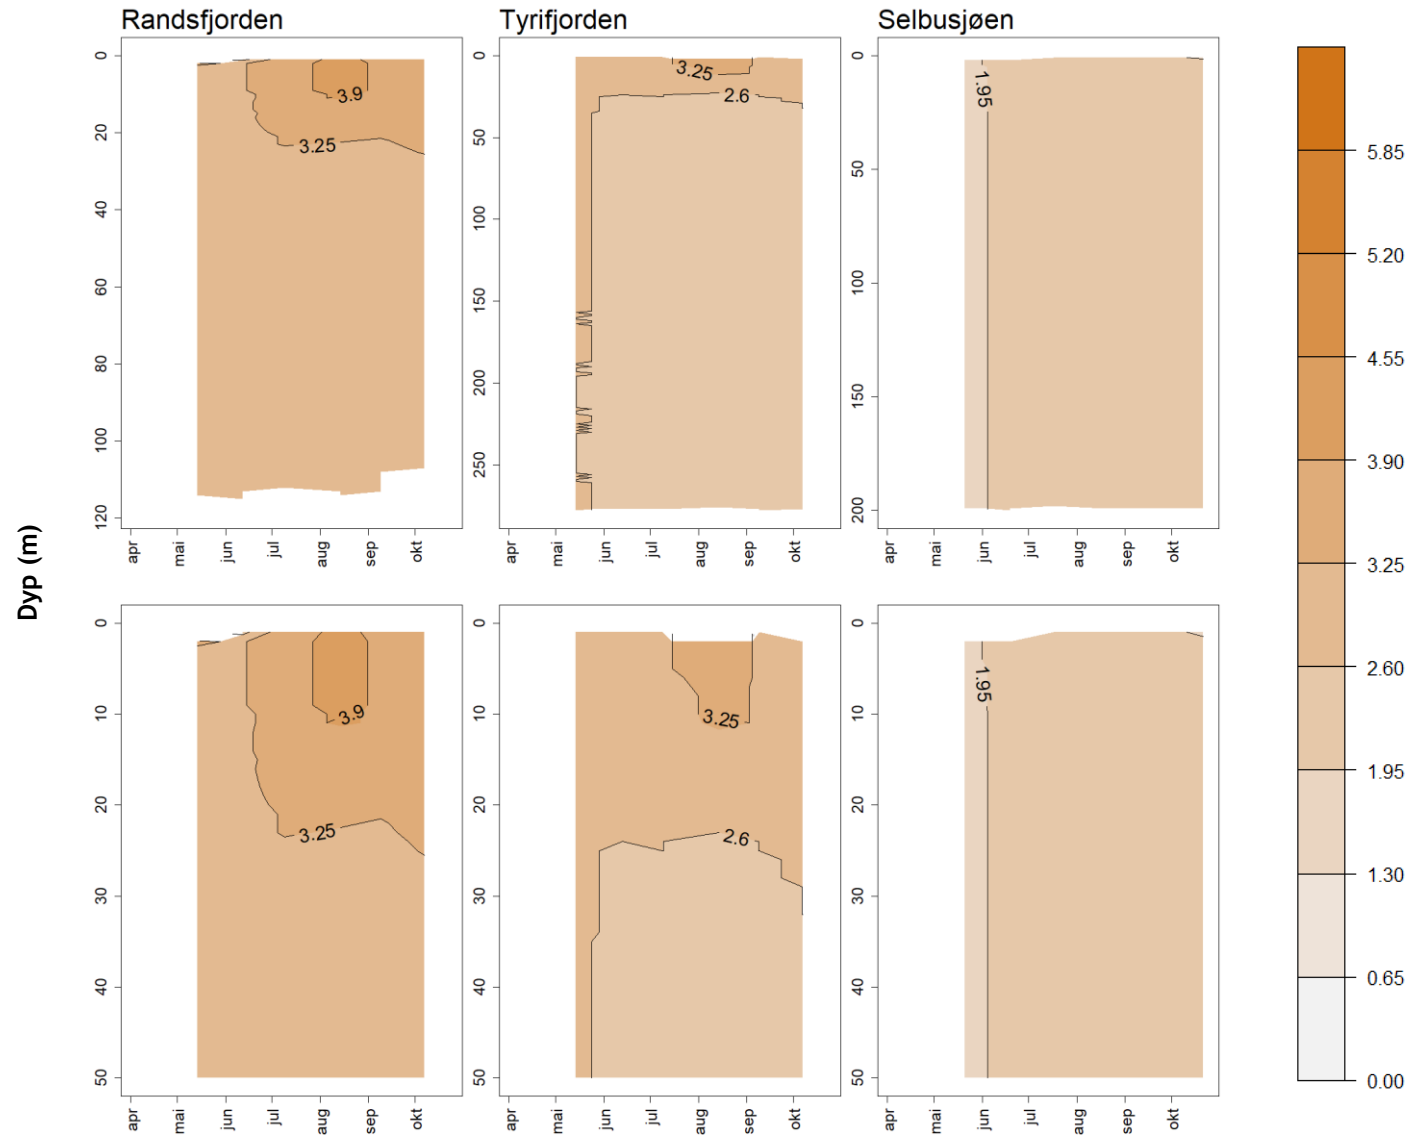 Randsfjorden
Tyrifjorden
Selbusjøen
Dyp (m)
0
20
40
60
80
100
120
3.9
3.25
apr
mai
jun
jul
aug
sep
okt
0
50
100
150
200
250
3.25
2.6
apr
mai
jun
jul
aug
sep
okt
0
50
100
150
200
1.95
apr
mai
jun
jul
aug
sep
okt
0
10
20
30
40
50
3.9
3.25
apr
mai
jun
jul
aug
sep
okt
0
10
20
30
40
50
3.25
2.6
apr
mai
jun
jul
aug
sep
okt
0
10
20
30
40
50
1.95
apr
mai
jun
jul
aug
sep
okt
5.85
5.20
4.55
3.90
3.25
2.60
1.95
1.30
0.65
0.00